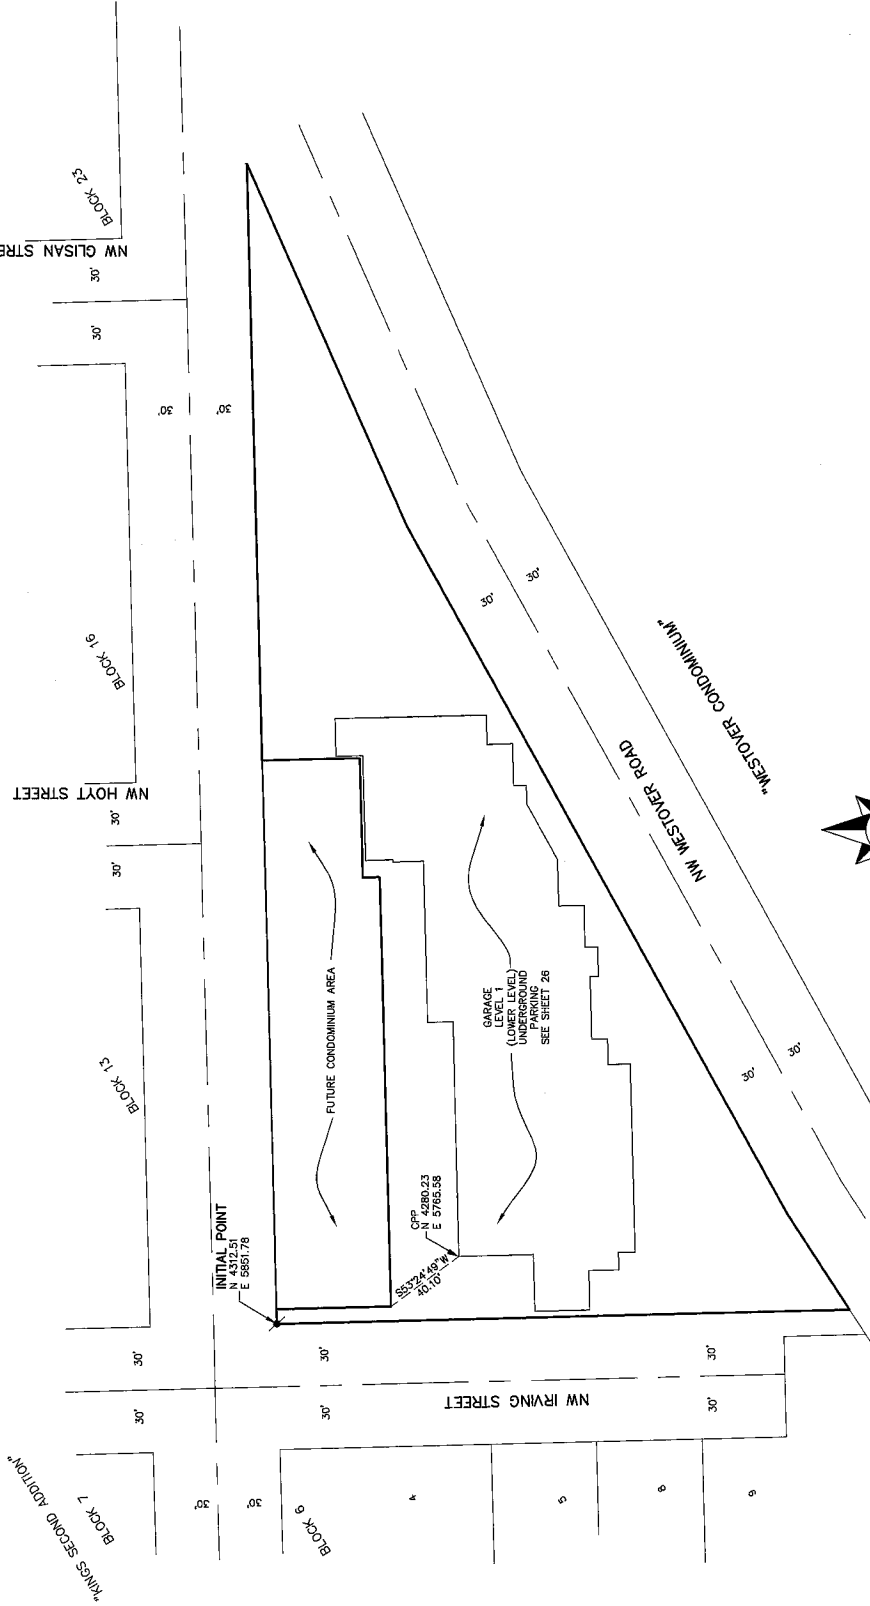 BLOCK 23
NW GLISAN STRE
30'
30'
30'
30'
BLOCK 16
NW HOYT STREET
30'
30'
BLOCK 13
30'
30'
NW WESTOVER ROAD
"WESTOVER CONDOMINIUM"
30'
30'
FUTURE CONDOMINIUM AREA
GARAGE
LEVEL 1
(LOWER LEVEL)
UNDERGROUND
PARKING
SEE SHEET 26
INITIAL POINT
N 4312.51
E 5851.78
CPP
N 4280.23
E 5765.58
S53°24'49"W
40.10'
30'
30'
30'
30'
NW IRVING STREET
30'
30'
"KINGS SECOND ADDITION"
BLOCK 7
30'
30'
BLOCK 6
4
5
8
9